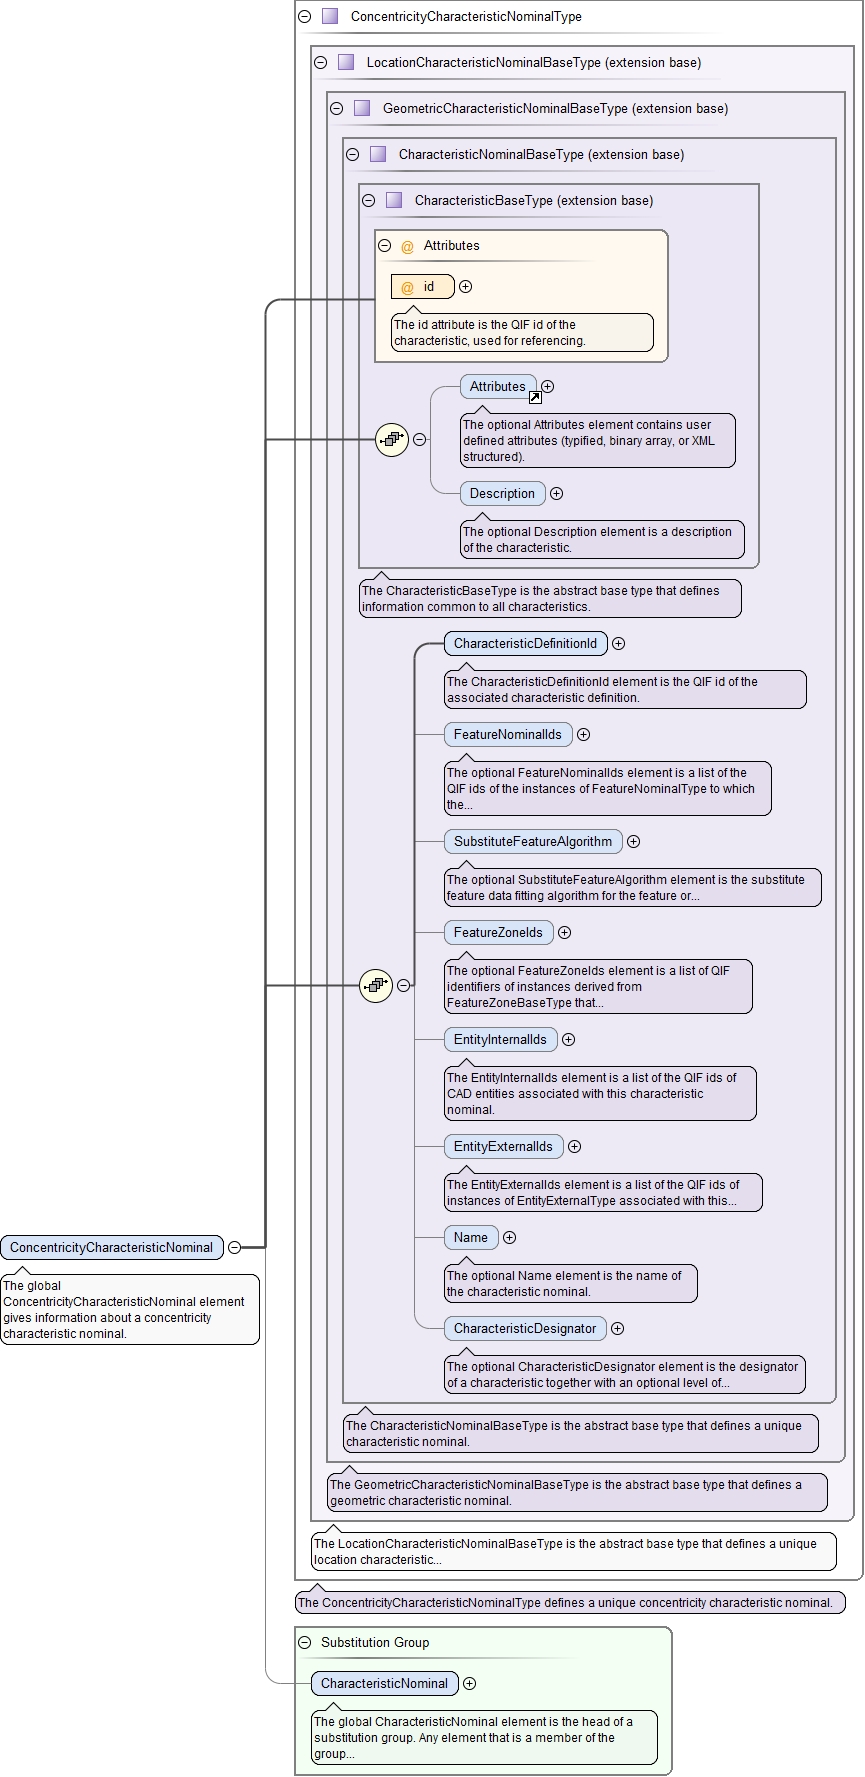 ConcentricityCharacteristicNominalType
LocationCharacteristicNominalBaseType (extension base)
GeometricCharacteristicNominalBaseType (extension base)
CharacteristicNominalBaseType (extension base)
CharacteristicBaseType (extension base)
@ Attributes
@ id
The id attribute is the QIF id of the
characteristic, used for referencing.
Attributes
The optional Attributes element contains user
defined attributes (typified, binary array, or XML
structured).
Description
The optional Description element is a description
of the characteristic.
The CharacteristicBaseType is the abstract base type that defines
information common to all characteristics.
CharacteristicDefinitionId
The CharacteristicDefinitionId element is the QIF id of the
associated characteristic definition.
FeatureNominalIds
The optional FeatureNominalIds element is a list of the
QIF ids of the instances of FeatureNominalType to which
the...
SubstituteFeatureAlgorithm
The optional SubstituteFeatureAlgorithm element is the substitute
feature data fitting algorithm for the feature or...
FeatureZoneIds
The optional FeatureZoneIds element is a list of QIF
identifiers of instances derived from
FeatureZoneBaseType that...
EntityInternalIds
The EntityInternalIds element is a list of the QIF ids of
CAD entities associated with this characteristic
nominal.
EntityExternalIds
The EntityExternalIds element is a list of the QIF ids of
instances of EntityExternalType associated with this...
Name
The optional Name element is the name of
the characteristic nominal.
CharacteristicDesignator
The optional CharacteristicDesignator element is the designator
of a characteristic together with an optional level of...
The CharacteristicNominalBaseType is the abstract base type that defines a unique
characteristic nominal.
The GeometricCharacteristicNominalBaseType is the abstract base type that defines a
geometric characteristic nominal.
The LocationCharacteristicNominalBaseType is the abstract base type that defines a unique
location characteristic...
The ConcentricityCharacteristicNominalType defines a unique concentricity characteristic nominal.
ConcentricityCharacteristicNominal
The global
ConcentricityCharacteristicNominal element
gives information about a concentricity
characteristic nominal.
Substitution Group
CharacteristicNominal
The global CharacteristicNominal element is the head of a
substitution group. Any element that is a member of the
group...